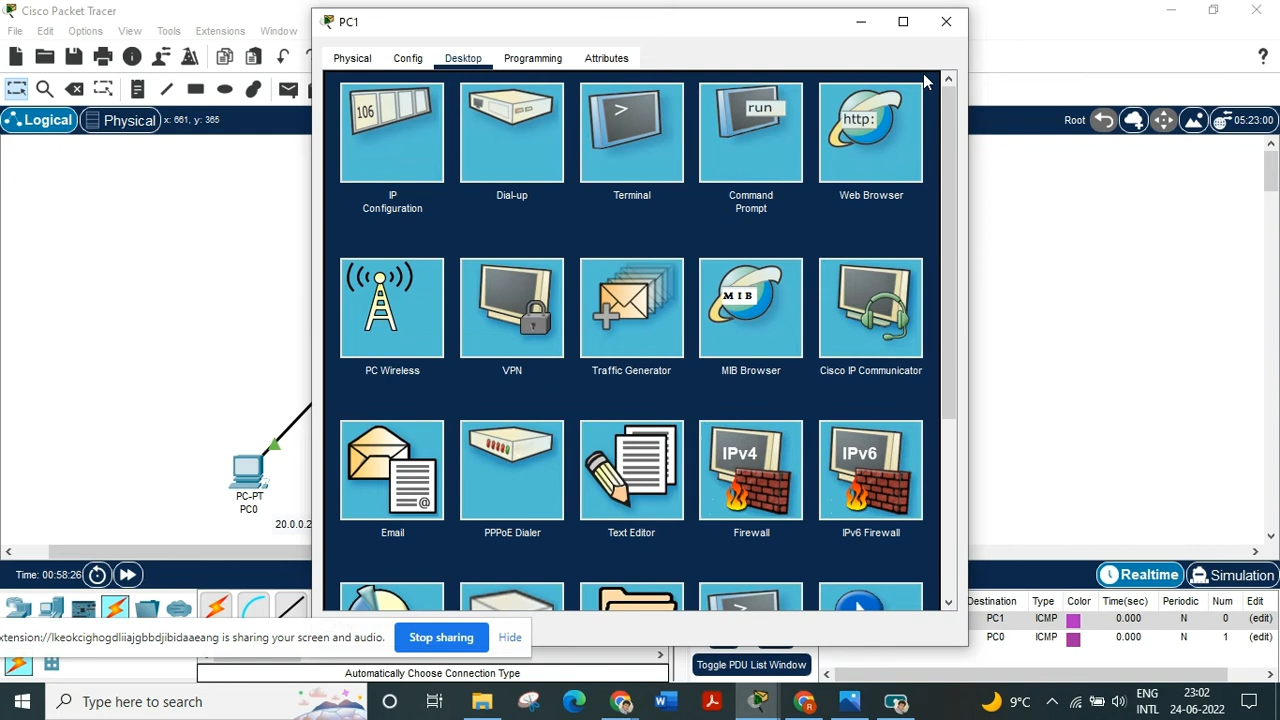 Cisco Packet Tracer
File Edit Options View Tools Extensions Window
Logical Physical x: 661, y: 365
PC-PT
PC0
20.0.0.2
Time: 00:58:26
PC1
Physical Config Desktop Programming Attributes
106
>
run
http:
IP
Configuration
Dial-up
Terminal
Command
Prompt
Web Browser
MIB
PC Wireless
VPN
Traffic Generator
MIB Browser
Cisco IP Communicator
@
IPv4
IPv6
Email
PPPoE Dialer
Text Editor
Firewall
IPv6 Firewall
>
Root
05:23:00
?
Realtime Simulation
Destination Type Color Time(sec) Periodic Num Edit
PC1 ICMP 0.000 N 0 (edit)
PC0 ICMP 0.000 N 1 (edit)
Toggle PDU List Window
is sharing your screen and audio. Stop sharing Hide
Automatically Choose Connection Type
Type here to search
9°C
ENG
INTL
23:02
24-06-2022